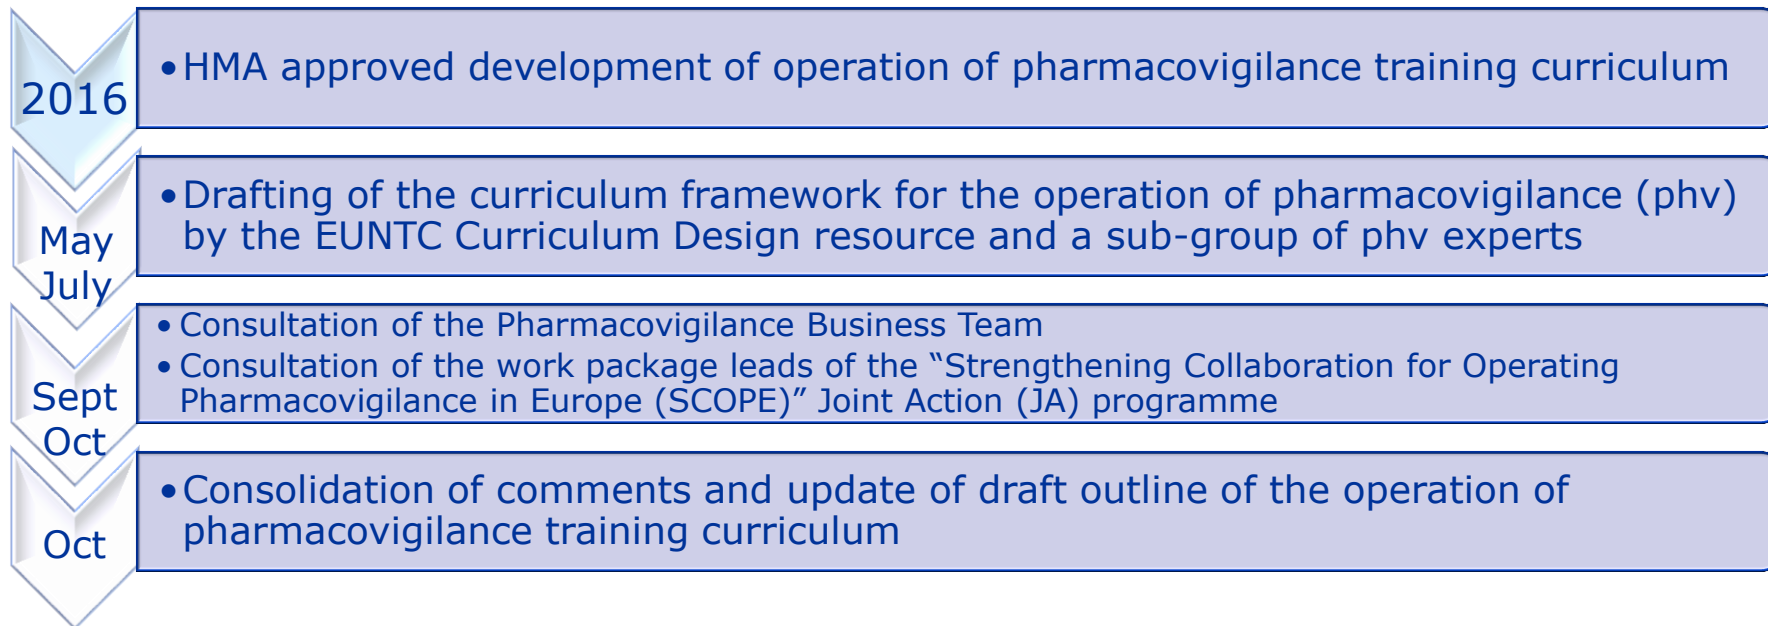 2016
•HMA approved development of operation of pharmacovigilance training curriculum
May
July
•Drafting of the curriculum framework for the operation of pharmacovigilance (phv)
by the EUNTC Curriculum Design resource and a sub-group of phv experts
Sept
Oct
• Consultation of the Pharmacovigilance Business Team
• Consultation of the work package leads of the “Strengthening Collaboration for Operating
Pharmacovigilance in Europe (SCOPE)” Joint Action (JA) programme
Oct
•Consolidation of comments and update of draft outline of the operation of
pharmacovigilance training curriculum